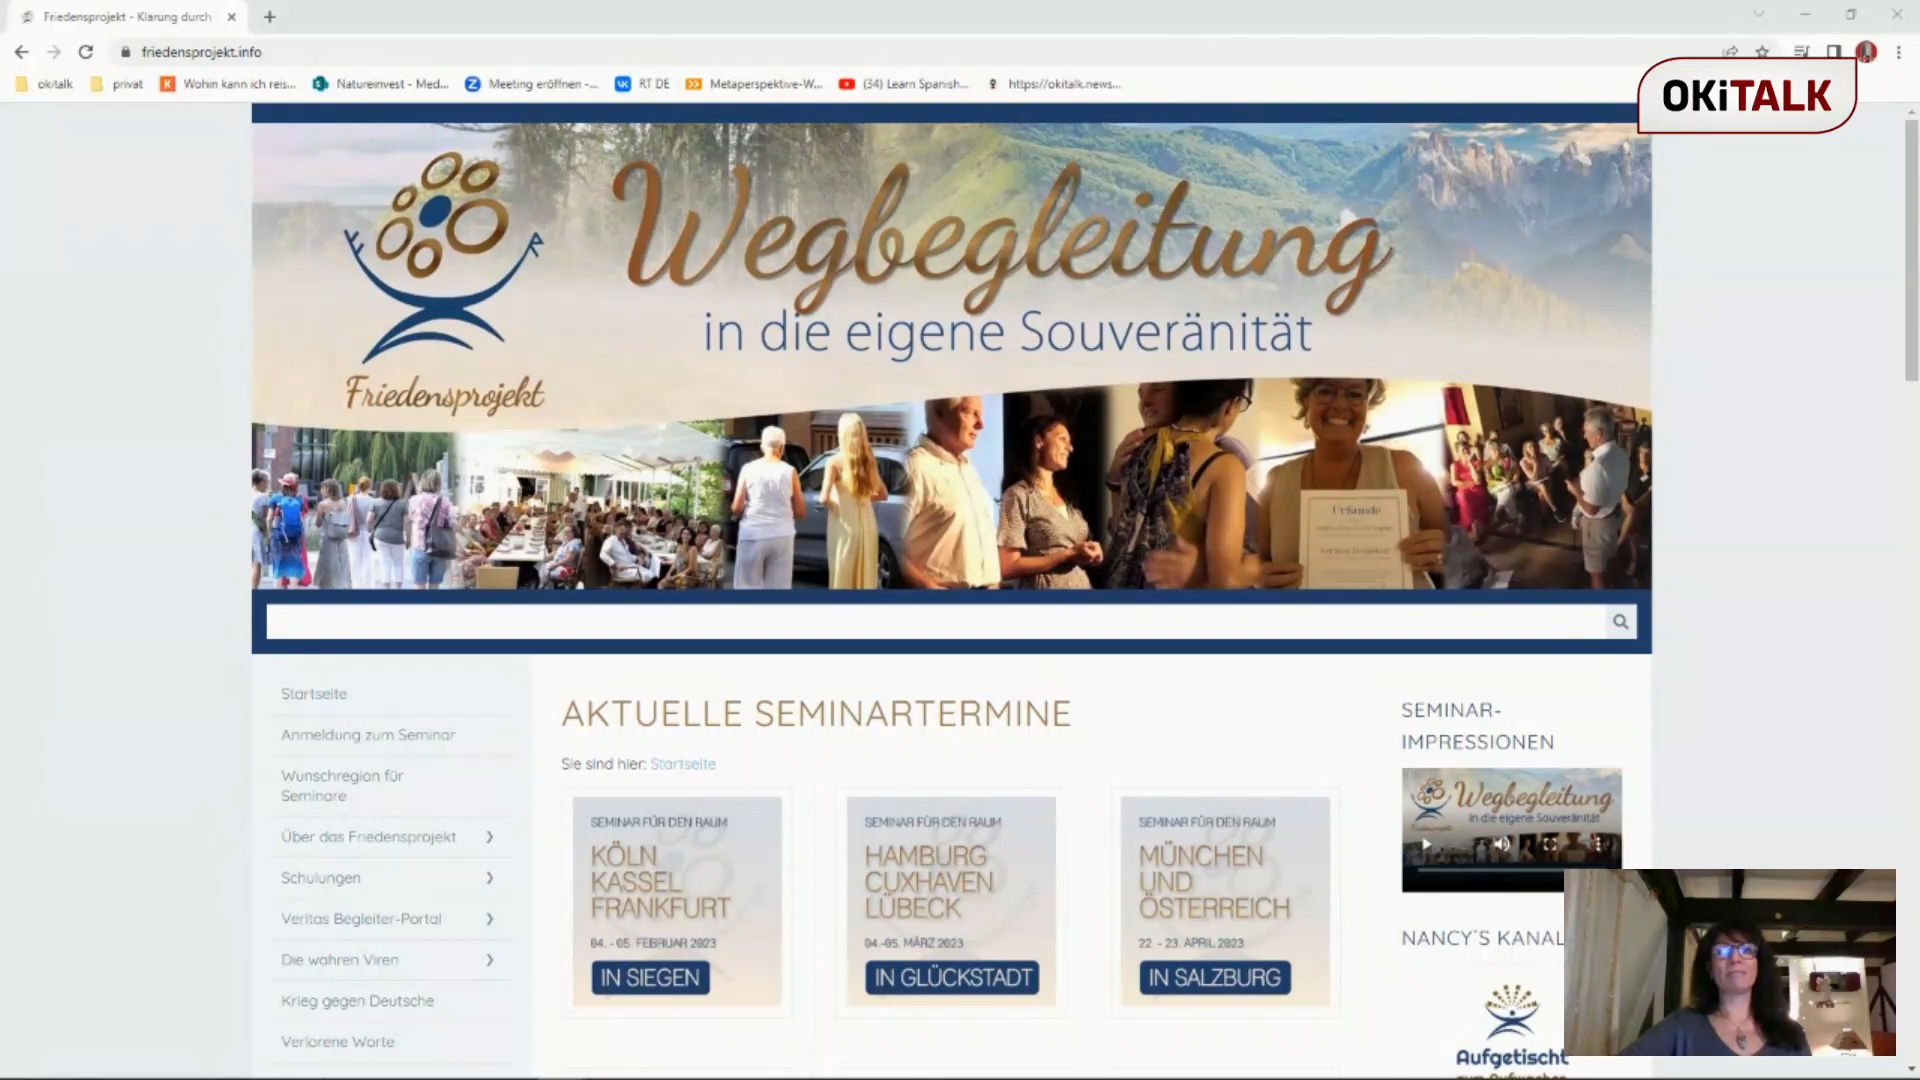 Friedensprojekt - Klärung durch
friedensprojekt.info
okitalk
privat
Wohin kann ich reis...
Natureinvest - Med...
Meeting eröffnen -...
RT DE
Metaperspektive-W...
(34) Learn Spanish...
https://okitalk.news...
OKiTALK
Wegbegleitung
in die eigene Souveränität
Friedensprojekt
Urkunde
Startseite
Anmeldung zum Seminar
Wunschregion für
Seminare
Über das Friedensprojekt
Schulungen
Veritas Begleiter-Portal
Die wahren Viren
Krieg gegen Deutsche
Verlorene Worte
AKTUELLE SEMINARTERMINE
Sie sind hier: Startseite
SEMINAR FÜR DEN RAUM
KÖLN
KASSEL
FRANKFURT
04. - 05. FEBRUAR 2023
IN SIEGEN
SEMINAR FÜR DEN RAUM
HAMBURG
CUXHAVEN
LÜBECK
04.-05. MÄRZ 2023
IN GLÜCKSTADT
SEMINAR FÜR DEN RAUM
MÜNCHEN
UND
ÖSTERREICH
22. - 23. APRIL 2023
IN SALZBURG
SEMINAR-
IMPRESSIONEN
Wegbegleitung
in die eigene Souveränität
NANCY´S KANAL
Aufgetischt